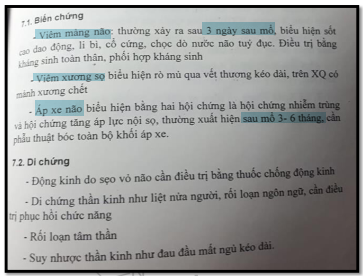 7.1. Biến chứng
- Viêm màng não: thường xảy ra sau 3 ngày sau mổ, biểu hiện sốt
cao dao động, li bì, cổ cứng, chọc dò nước não tuỷ đục. Điều trị bằng
kháng sinh toàn thân, phối hợp kháng sinh
- Viêm xương sọ biểu hiện rò mủ qua vết thương kéo dài, trên XQ có
mảnh xương chết
- Áp xe não biểu hiện bằng hai hội chứng là hội chứng nhiễm trùng
và hội chứng tăng áp lực nội sọ, thường xuất hiện sau mổ 3- 6 tháng, cần
phẫu thuật bóc toàn bộ khối áp xe.
7.2. Di chứng
- Động kinh do sẹo vỏ não cần điều trị bằng thuốc chống động kinh
- Di chứng thần kinh như liệt nửa người, rối loạn ngôn ngữ, cần điều
trị phục hồi chức năng
- Rối loạn tâm thần
- Suy nhược thần kinh như đau đầu mất ngủ kéo dài.